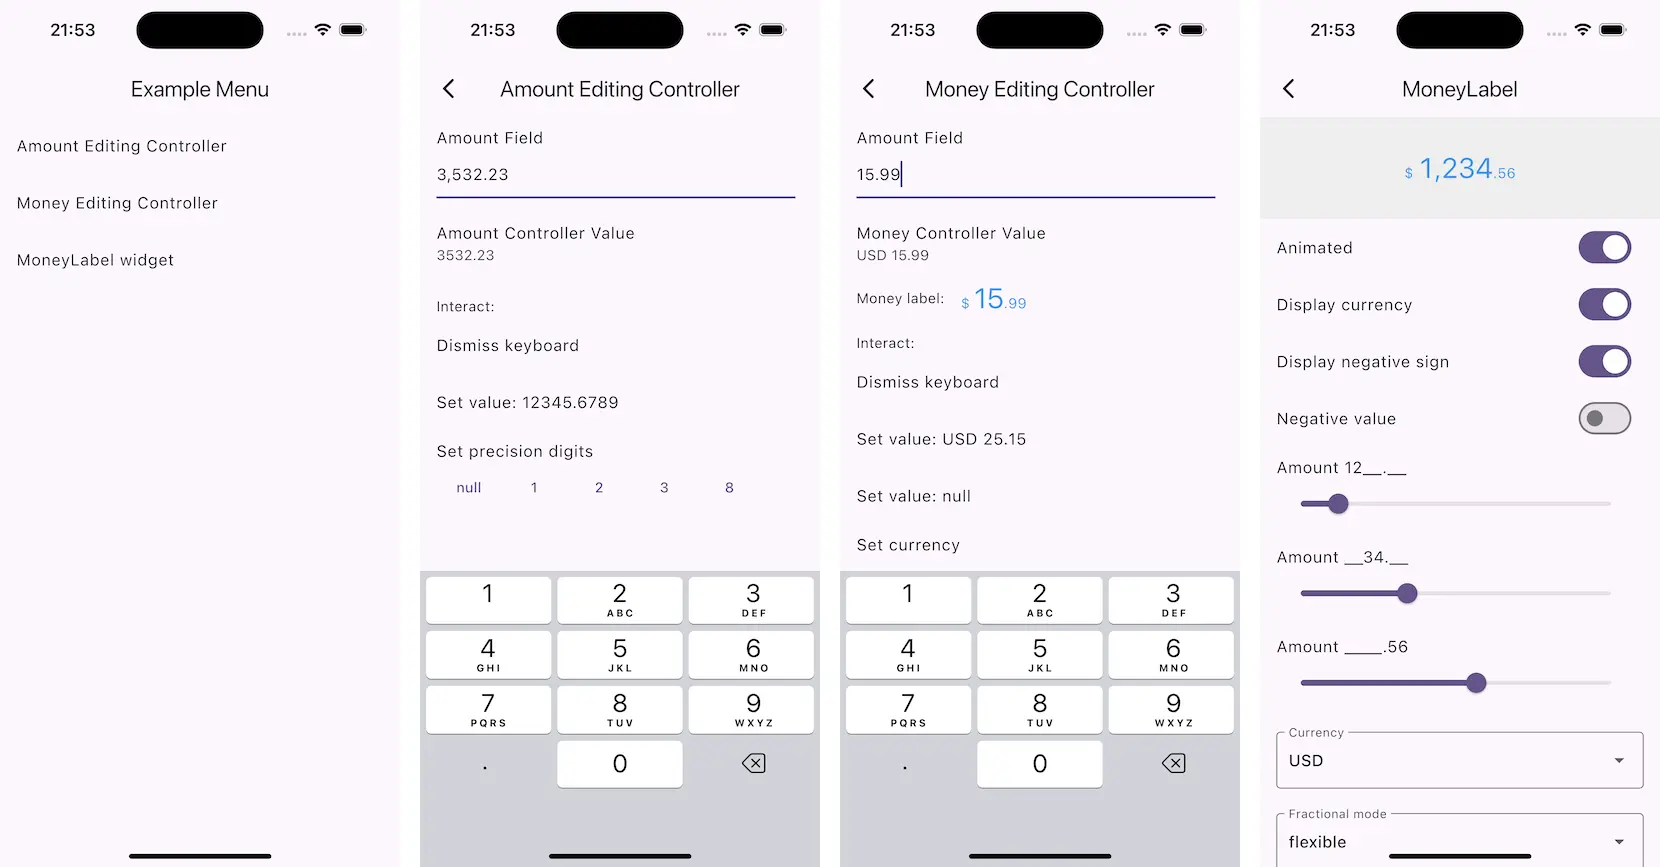 21:53
Example Menu
Amount Editing Controller
Money Editing Controller
MoneyLabel widget
21:53
Amount Editing Controller
Amount Field
3,532.23
Amount Controller Value
3532.23
Interact:
Dismiss keyboard
Set value: 12345.6789
Set precision digits
null 1 2 3 8
1 2 3
ABC DEF
4 5 6
GHI JKL MNO
7 8 9
PQRS TUV WXYZ
. 0
21:53
Money Editing Controller
Amount Field
15.99
Money Controller Value
USD 15.99
Money label: $ 15.99
Interact:
Dismiss keyboard
Set value: USD 25.15
Set value: null
Set currency
1 2 3
ABC DEF
4 5 6
GHI JKL MNO
7 8 9
PQRS TUV WXYZ
. 0
21:53
MoneyLabel
$ 1,234.56
Animated
Display currency
Display negative sign
Negative value
Amount 12__.__
Amount __34.__
Amount ____.56
Currency
USD
Fractional mode
flexible